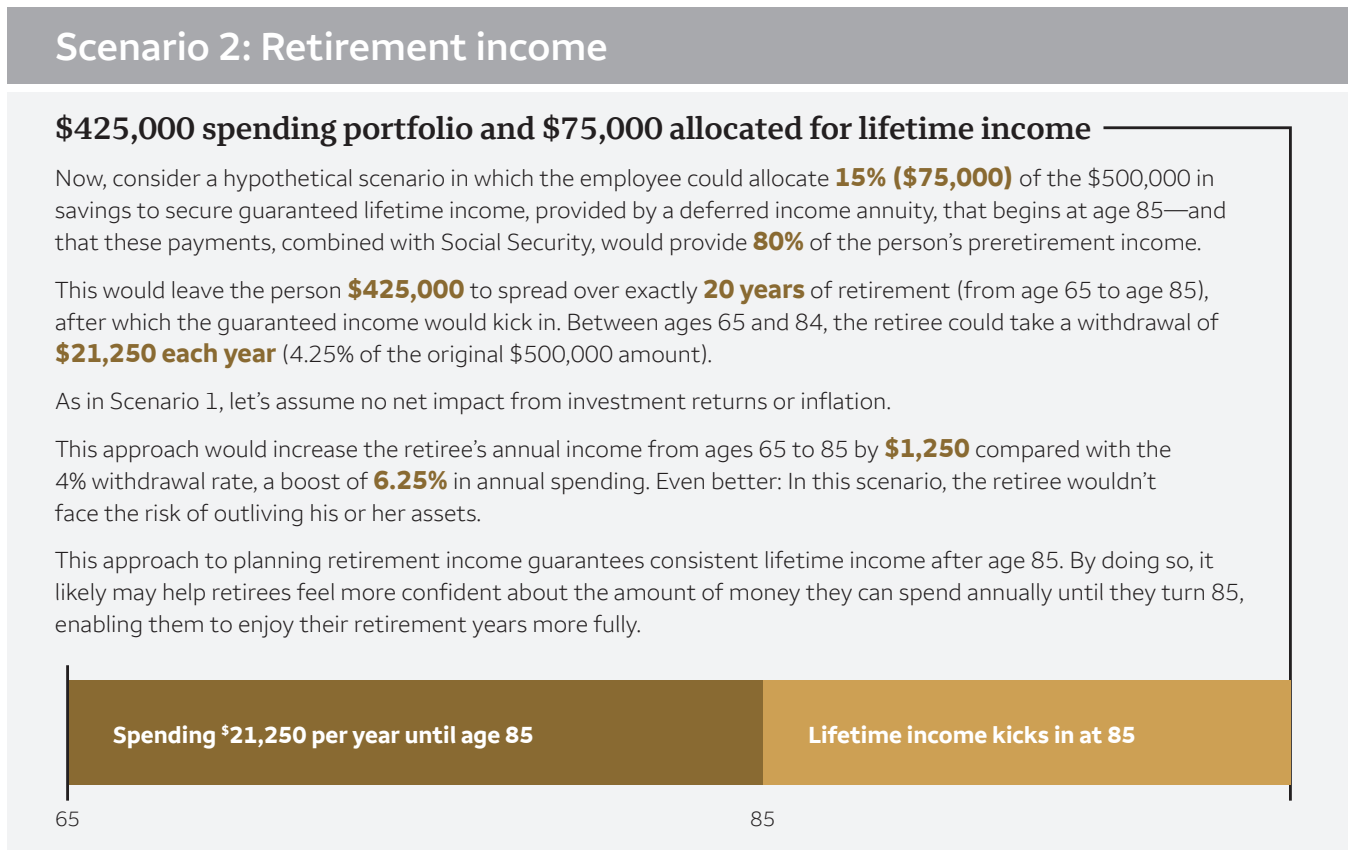 Scenario 2: Retirement income
$425,000 spending portfolio and $75,000 allocated for lifetime income
Now, consider a hypothetical scenario in which the employee could allocate 15% ($75,000) of the $500,000 in
savings to secure guaranteed lifetime income, provided by a deferred income annuity, that begins at age 85—and
that these payments, combined with Social Security, would provide 80% of the person’s preretirement income.
This would leave the person $425,000 to spread over exactly 20 years of retirement (from age 65 to age 85),
after which the guaranteed income would kick in. Between ages 65 and 84, the retiree could take a withdrawal of
$21,250 each year (4.25% of the original $500,000 amount).
As in Scenario 1, let’s assume no net impact from investment returns or inflation.
This approach would increase the retiree’s annual income from ages 65 to 85 by $1,250 compared with the
4% withdrawal rate, a boost of 6.25% in annual spending. Even better: In this scenario, the retiree wouldn’t
face the risk of outliving his or her assets.
This approach to planning retirement income guarantees consistent lifetime income after age 85. By doing so, it
likely may help retirees feel more confident about the amount of money they can spend annually until they turn 85,
enabling them to enjoy their retirement years more fully.
Spending $21,250 per year until age 85
Lifetime income kicks in at 85
65
85